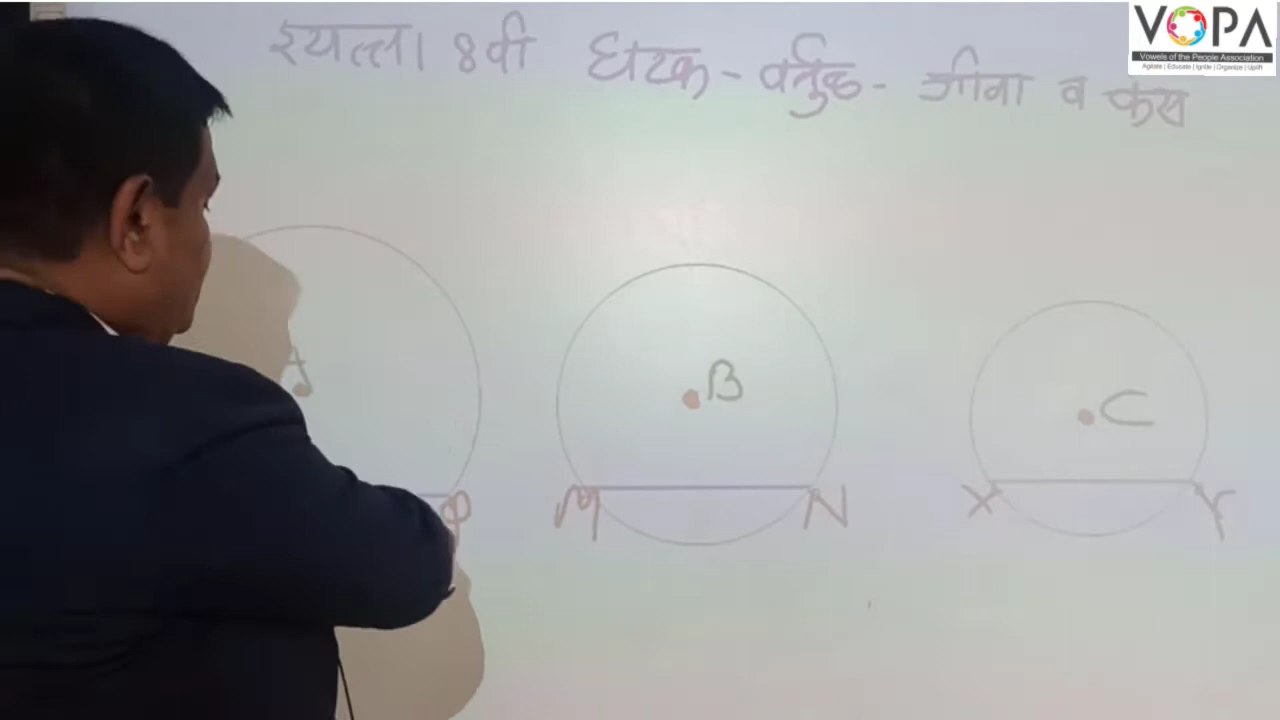 इयत्ता 8वी घटक - वर्तुळ - जीवा व कंस
VOPA
Vowels of the People Association
Agitate | Educate | Ignite | Organize | Uplift
A
B
C
P
M
N
X
Y